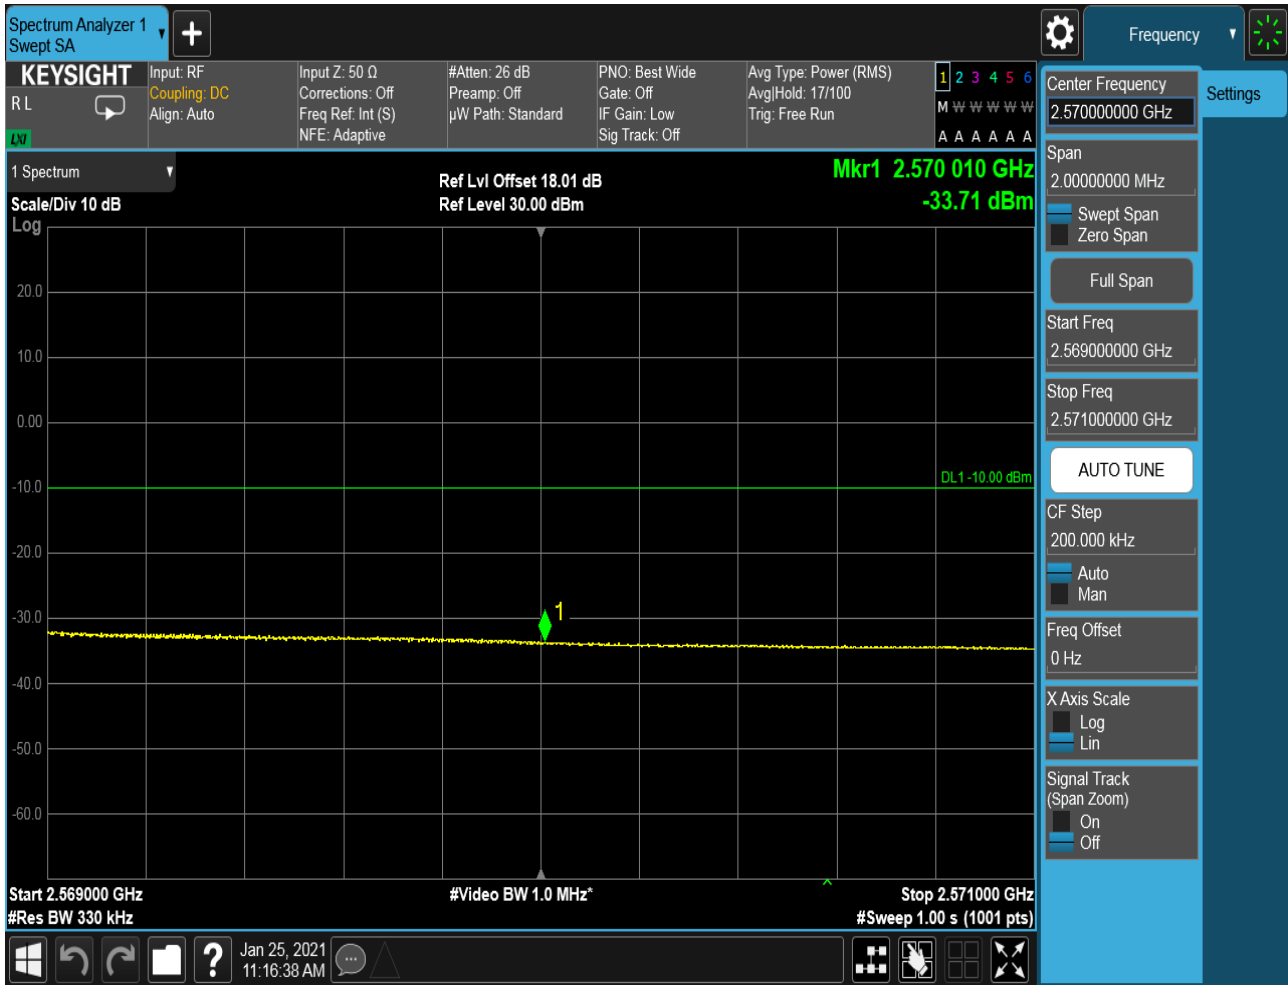 Spectrum Analyzer 1
Swept SA
+
Frequency
KEYSIGHT
R L
LXI
Input: RF
Coupling: DC
Align: Auto
Input Z: 50 Ω
Corrections: Off
Freq Ref: Int (S)
NFE: Adaptive
#Atten: 26 dB
Preamp: Off
µW Path: Standard
PNO: Best Wide
Gate: Off
IF Gain: Low
Sig Track: Off
Avg Type: Power (RMS)
Avg|Hold: 17/100
Trig: Free Run
1 2 3 4 5 6
M W W W W W
A A A A A A
1 Spectrum
Scale/Div 10 dB
Log
Ref Lvl Offset 18.01 dB
Ref Level 30.00 dBm
Mkr1 2.570 010 GHz
-33.71 dBm
20.0
10.0
0.00
-10.0
DL1 -10.00 dBm
-20.0
-30.0
1
-40.0
-50.0
-60.0
Start 2.569000 GHz
#Res BW 330 kHz
#Video BW 1.0 MHz*
Stop 2.571000 GHz
#Sweep 1.00 s (1001 pts)
?
Jan 25, 2021
11:16:38 AM
Center Frequency
2.570000000 GHz
Settings
Span
2.00000000 MHz
Swept Span
Zero Span
Full Span
Start Freq
2.569000000 GHz
Stop Freq
2.571000000 GHz
AUTO TUNE
CF Step
200.000 kHz
Auto
Man
Freq Offset
0 Hz
X Axis Scale
Log
Lin
Signal Track
(Span Zoom)
On
Off